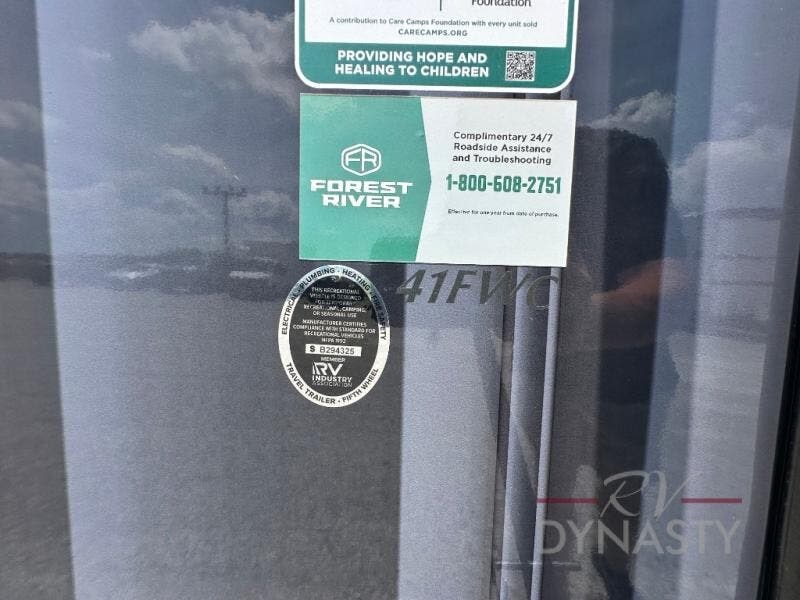 Foundation
A contribution to Care Camps Foundation with every unit sold
CARECAMPS.ORG
PROVIDING HOPE AND
HEALING TO CHILDREN
FR
FOREST
RIVER
Complimentary 24/7
Roadside Assistance
and Troubleshooting
1-800-608-2751
Effective for one year from date of purchase.
41FWC
ELECTRICAL · PLUMBING · HEATING · FIRE SAFETY
THIS RECREATIONAL
VEHICLE IS DESIGNED
FOR TEMPORARY
RECREATIONAL, CAMPING,
OR SEASONAL USE
MANUFACTURER CERTIFIES
COMPLIANCE WITH STANDARD FOR
RECREATIONAL VEHICLES
NFPA 1192
S B294325
MEMBER
RV
INDUSTRY
ASSOCIATION
TRAVEL TRAILER · FIFTH WHEEL
RV
DYNASTY